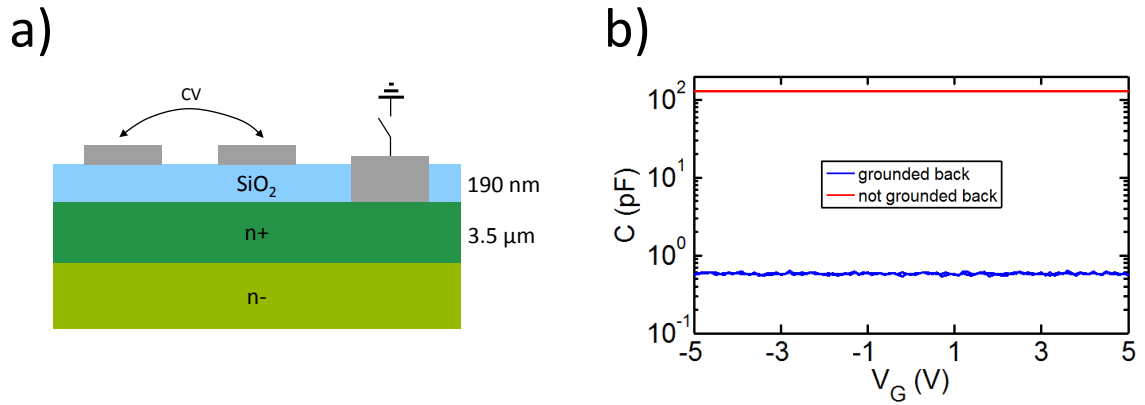 a)
CV
SiO2
190 nm
n+
3.5 μm
n-
b)
C (pF)
10^2
10^1
10^0
10^-1
grounded back
not grounded back
-5 -3 -1 1 3 5
V_G (V)